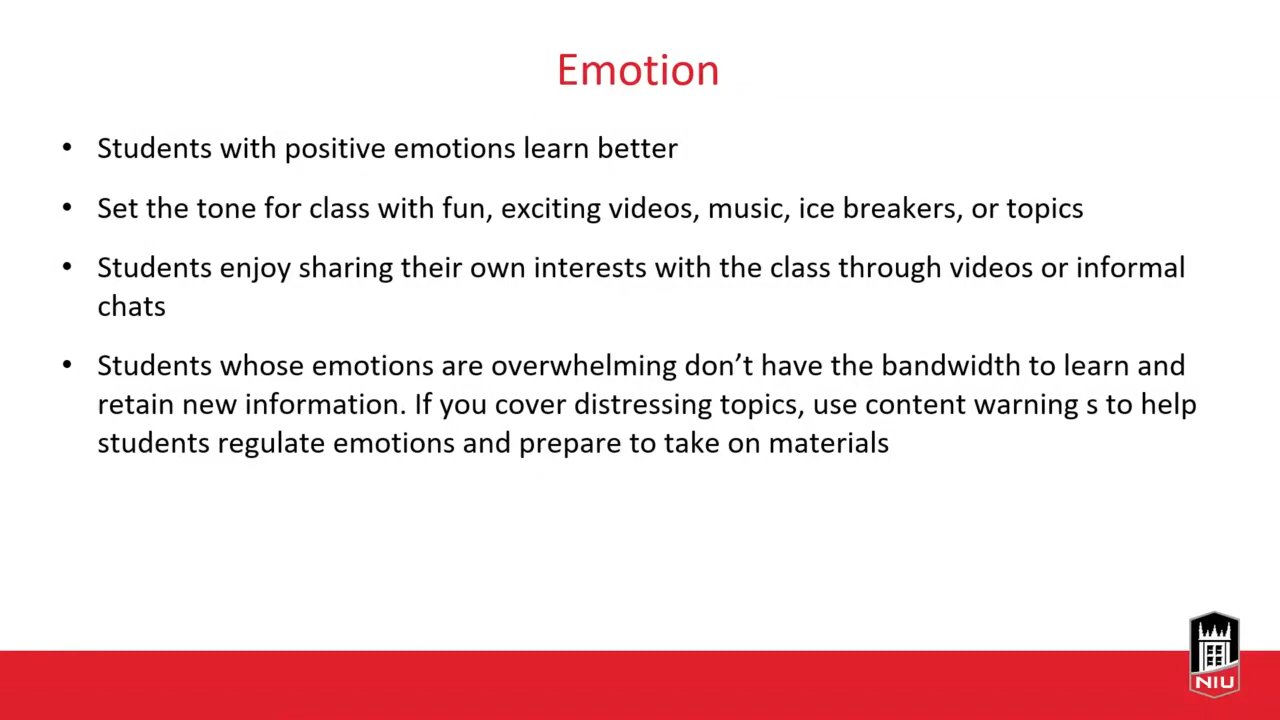 Emotion
• Students with positive emotions learn better
• Set the tone for class with fun, exciting videos, music, ice breakers, or topics
• Students enjoy sharing their own interests with the class through videos or informal
chats
• Students whose emotions are overwhelming don’t have the bandwidth to learn and
retain new information. If you cover distressing topics, use content warning s to help
students regulate emotions and prepare to take on materials
NIU